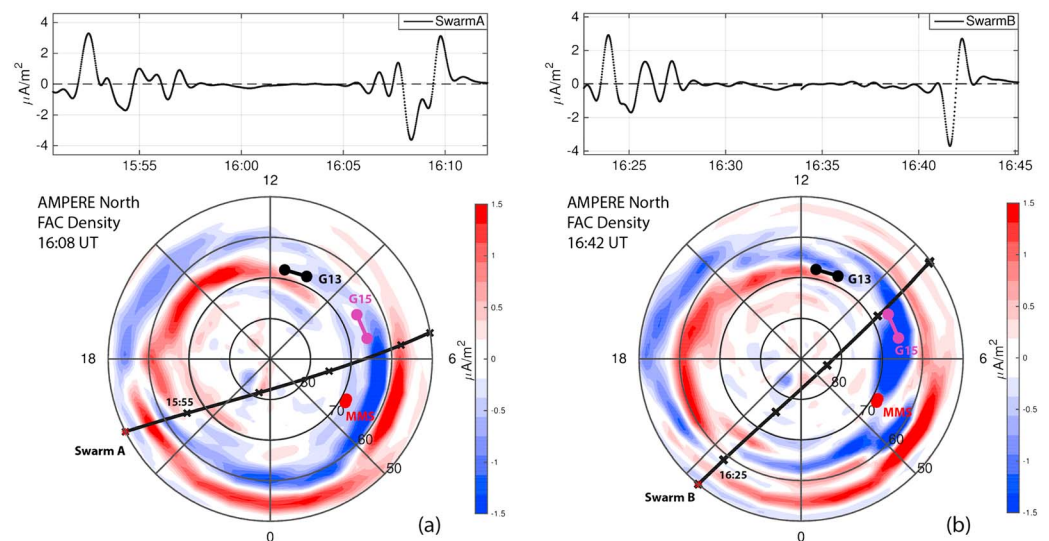 SwarmA
4
2
0
-2
-4
μA/m²
15:55
16:00
16:05
16:10
12
AMPERE North
FAC Density
16:08 UT
G13
G15
18
6
80
70
60
50
MMS
15:55
Swarm A
0
1.5
1
0.5
0
-0.5
-1
-1.5
μA/m²
(a)
SwarmB
4
2
0
-2
-4
μA/m²
16:25
16:30
16:35
16:40
16:45
12
AMPERE North
FAC Density
16:42 UT
G13
G15
18
6
80
70
60
50
MMS
16:25
Swarm B
0
1.5
1
0.5
0
-0.5
-1
-1.5
μA/m²
(b)